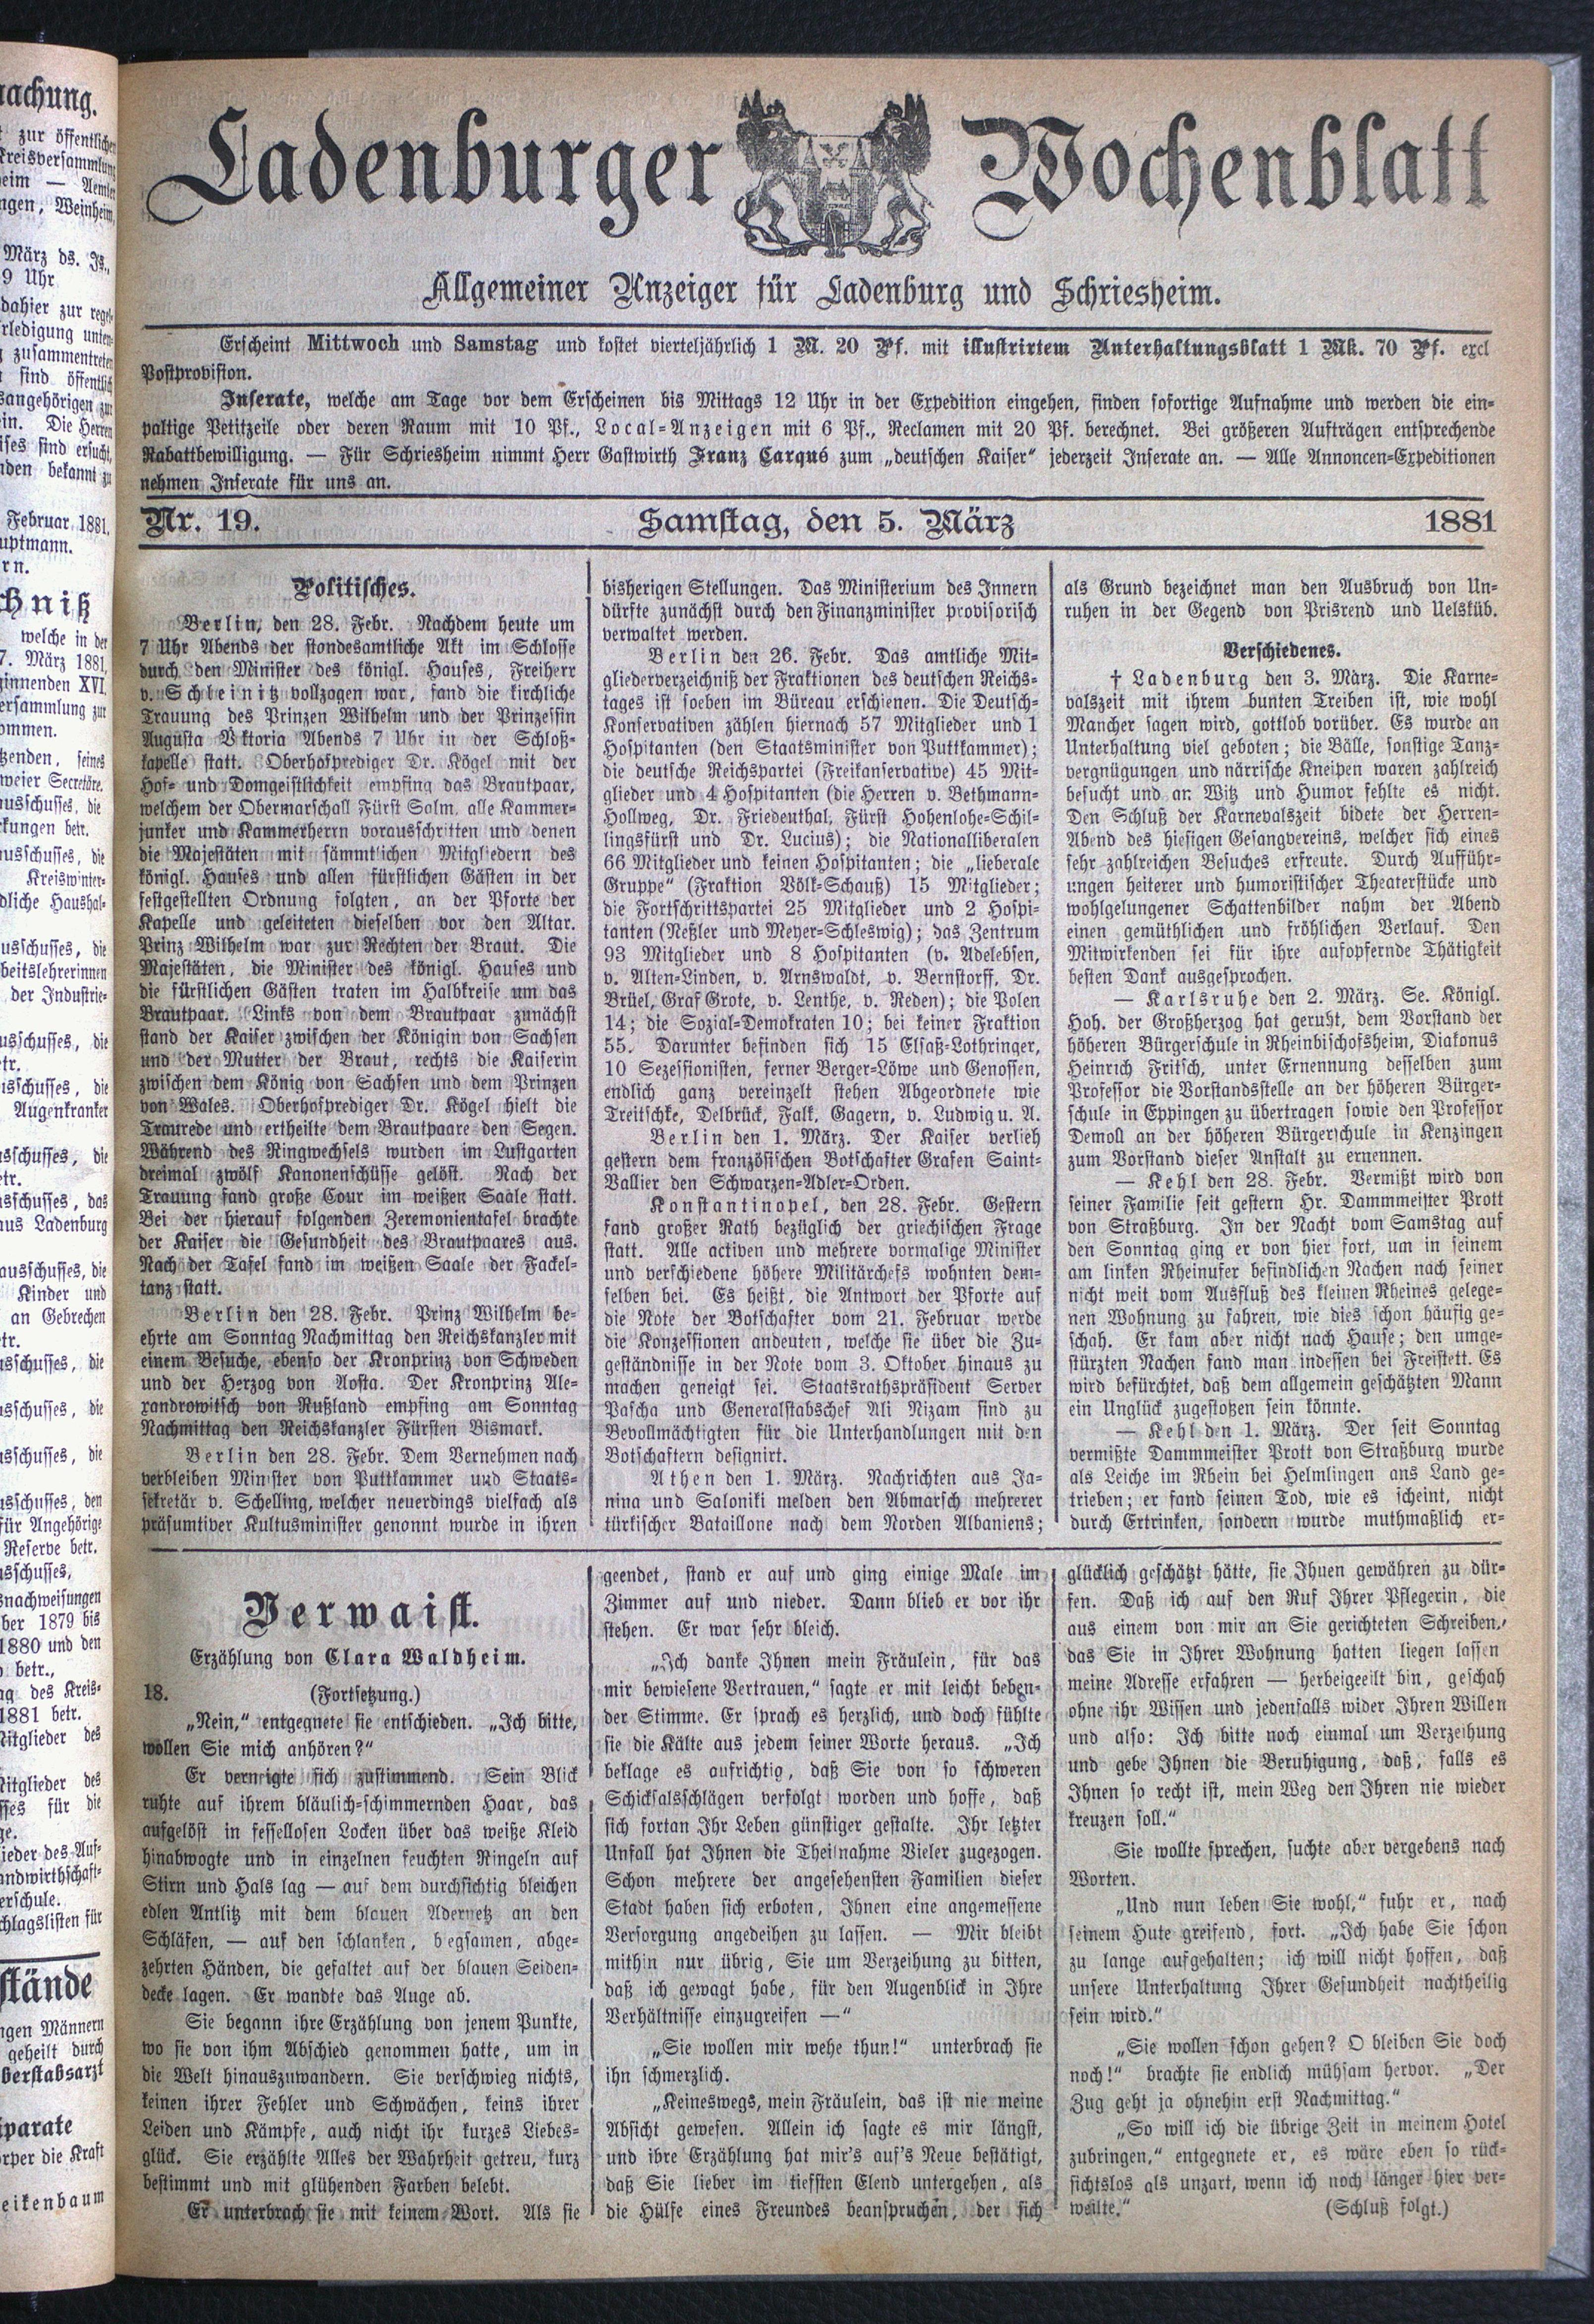 Ladenburger Wochenblatt
Allgemeiner Anzeiger für Ladenburg und Schriesheim.
Erscheint Mittwoch und Samstag und kostet vierteljährlich 1 M. 20 Pf. mit illustrirtem Unterhaltungsblatt 1 Mk. 70 Pf. excl
Postprovision.
Inserate, welche am Tage vor dem Erscheinen bis Mittags 12 Uhr in der Expedition eingehen, finden sofortige Aufnahme und werden die ein-
paltige Petitzeile oder deren Raum mit 10 Pf., Local-Anzeigen mit 6 Pf., Reclamen mit 20 Pf. berechnet. Bei größeren Aufträgen entsprechende
Rabattbewilligung. — Für Schriesheim nimmt Herr Gastwirth Franz Carqus zum „deutschen Kaiser“ jederzeit Inserate an. — Alle Annoncen-Expeditionen
nehmen Inserate für uns an.
Nr. 19. Samstag, den 5. März 1881
Politisches.
Berlin, den 28. Febr. Nachdem heute um
7 Uhr Abends der standesamtliche Akt im Schlosse
durch den Minister des königl. Hauses, Freiherr
v. Schleinitz vollzogen war, fand die kirchliche
Trauung des Prinzen Wilhelm und der Prinzessin
Augusta Viktoria Abends 7 Uhr in der Schloß-
kapelle statt. Oberhofprediger Dr. Kögel mit der
Hof- und Domgeistlichkeit empfing das Brautpaar,
welchem der Obermarschall Fürst Salm, alle Kammer-
junker und Kammerherrn vorausschritten und denen
die Majestäten mit sämmtlichen Mitgliedern des
königl. Hauses und allen fürstlichen Gästen in der
festgestellten Ordnung folgten, an der Pforte der
Kapelle und geleiteten dieselben vor den Altar.
Prinz Wilhelm war zur Rechten der Braut. Die
Majestäten, die Minister des königl. Hauses und
die fürstlichen Gästen traten im Halbkreise um das
Brautpaar. Links von dem Brautpaar zunächst
stand der Kaiser zwischen der Königin von Sachsen
und der Mutter der Braut, rechts die Kaiserin
zwischen dem König von Sachsen und dem Prinzen
von Wales. Oberhofprediger Dr. Kögel hielt die
Traurede und ertheilte dem Brautpaare den Segen.
Während des Ringwechsels wurden im Lustgarten
dreimal zwölf Kanonenschüsse gelöst. Nach der
Trauung fand große Cour im weißen Saale statt.
Bei der hierauf folgenden Zeremonientafel brachte
der Kaiser die Gesundheit des Brautpaares aus.
Nach der Tafel fand im weißen Saale der Fackel-
tanz statt.
Berlin den 28. Febr. Prinz Wilhelm be-
ehrte am Sonntag Nachmittag den Reichskanzler mit
einem Besuche, ebenso der Kronprinz von Schweden
und der Herzog von Aosta. Der Kronprinz Ale-
xandrowitsch von Rußland empfing am Sonntag
Nachmittag den Reichskanzler Fürsten Bismark.
Berlin den 28. Febr. Dem Vernehmen nach
verbleiben Minister von Puttkammer und Staats-
sekretär v. Schelling, welcher neuerdings vielfach als
präsumtiver Kultusminister genonnt wurde in ihren
bisherigen Stellungen. Das Ministerium des Innern
dürfte zunächst durch den Finanzminister provisorisch
verwaltet werden.
Berlin den 26. Febr. Das amtliche Mit-
gliederverzeichniß der Fraktionen des deutschen Reichs-
tages ist soeben im Büreau erschienen. Die Deutsch-
Konservativen zählen hiernach 57 Mitglieder und 1
Hospitanten (den Staatsminister von Puttkammer);
die deutsche Reichspartei (Freikanservative) 45 Mit-
glieder und 4 Hospitanten (die Herren v. Bethmann-
Hollweg, Dr. Friedenthal, Fürst Hohenlohe-Schil-
lingsfürst und Dr. Lucius); die Nationalliberalen
66 Mitglieder und keinen Hospitanten; die „lieberale
Gruppe“ (Fraktion Völk-Schauß) 15 Mitglieder;
die Fortschrittspartei 25 Mitglieder und 2 Hospi-
tanten (Neßler und Meyer-Schleswig); das Zentrum
93 Mitglieder und 8 Hospitanten (v. Adelebsen,
v. Alten-Linden, v. Arnswaldt, v. Bernstorff, Dr.
Brüel, Graf Grote, v. Lenthe, v. Reden); die Polen
14; die Sozial-Demokraten 10; bei keiner Fraktion
55. Darunter befinden sich 15 Elsaß-Lothringer,
10 Sezessionisten, ferner Berger-Löwe und Genossen,
endlich ganz vereinzelt stehen Abgeordnete wie
Treitschke, Delbrück, Falk, Gagern, v. Ludwig u. A.
Berlin den 1. März. Der Kaiser verlieh
gestern dem französischen Botschafter Grafen Saint-
Vallier den Schwarzen-Adler-Orden.
Konstantinopel, den 28. Febr. Gestern
fand großer Rath bezüglich der griechischen Frage
statt. Alle activen und mehrere vormalige Minister
und verschiedene höhere Militärchefs wohnten dem-
selben bei. Es heißt, die Antwort der Pforte auf
die Note der Botschafter vom 21. Februar werde
die Konzessionen andeuten, welche sie über die Zu-
geständnisse in der Note vom 3. Oktober hinaus zu
machen geneigt sei. Staatsrathspräsident Server
Pascha und Generalstabschef Ali Nizam sind zu
Bevollmächtigten für die Unterhandlungen mit den
Botschaftern designirt.
Athen den 1. März. Nachrichten aus Ja-
nina und Saloniki melden den Abmarsch mehrerer
türkischer Bataillone nach dem Norden Albaniens;
als Grund bezeichnet man den Ausbruch von Un-
ruhen in der Gegend von Prisrend und Uelsküb.
Verschiedenes.
† Ladenburg den 3. März. Die Karne-
valszeit mit ihrem bunten Treiben ist, wie wohl
Mancher sagen wird, gottlob vorüber. Es wurde an
Unterhaltung viel geboten; die Bälle, sonstige Tanz-
vergnügungen und närrische Kneipen waren zahlreich
besucht und an Witz und Humor fehlte es nicht.
Den Schluß der Karnevalszeit bidete der Herren-
Abend des hiesigen Gesangvereins, welcher sich eines
sehr zahlreichen Besuches erfreute. Durch Aufführ-
ungen heiterer und humoristischer Theaterstücke und
wohlgelungener Schattenbilder nahm der Abend
einen gemüthlichen und fröhlichen Verlauf. Den
Mitwirkenden sei für ihre aufopfernde Thätigkeit
besten Dank ausgesprochen.
— Karlsruhe den 2. März. Se. Königl.
Hoh. der Großherzog hat geruht, dem Vorstand der
höheren Bürgerschule in Rheinbischofsheim, Diakonus
Heinrich Fritsch, unter Ernennung desselben zum
Professor die Vorstandsstelle an der höheren Bürger-
schule in Eppingen zu übertragen sowie den Professor
Demoll an der höheren Bürgerschule in Kenzingen
zum Vorstand dieser Anstalt zu ernennen.
— Kehl den 28. Febr. Vermißt wird von
seiner Familie seit gestern Hr. Dammmeister Prott
von Straßburg. In der Nacht vom Samstag auf
den Sonntag ging er von hier fort, um in seinem
am linken Rheinufer befindlichen Nachen nach seiner
nicht weit vom Ausfluß des kleinen Rheines gelege-
nen Wohnung zu fahren, wie dies schon häufig ge-
schah. Er kam aber nicht nach Hause; den umge-
stürzten Nachen fand man indessen bei Freistett. Es
wird befürchtet, daß dem allgemein geschätzten Mann
ein Unglück zugestoßen sein könnte.
— Kehl den 1. März. Der seit Sonntag
vermißte Dammmeister Prott von Straßburg wurde
als Leiche im Rhein bei Helmlingen ans Land ge-
trieben; er fand seinen Tod, wie es scheint, nicht
durch Ertrinken, sondern wurde muthmaßlich er-
Verwaist.
Erzählung von Clara Waldheim.
18. (Fortsetzung.)
„Nein,“ entgegnete sie entschieden. „Ich bitte,
wollen Sie mich anhören?“
Er verneigte sich zustimmend. Sein Blick
ruhte auf ihrem bläulich-schimmernden Haar, das
aufgelöst in fessellosen Locken über das weiße Kleid
hinabwogte und in einzelnen feuchten Ringeln auf
Stirn und Hals lag — auf dem durchsichtig bleichen
edlen Antlitz mit dem blauen Adernetz an den
Schläfen, — auf den schlanken, b egsamen, abge-
zehrten Händen, die gefaltet auf der blauen Seiden-
decke lagen. Er wandte das Auge ab.
Sie begann ihre Erzählung von jenem Punkte,
wo sie von ihm Abschied genommen hatte, um in
die Welt hinauszuwandern. Sie verschwieg nichts,
keinen ihrer Fehler und Schwächen, keins ihrer
Leiden und Kämpfe, auch nicht ihr kurzes Liebes-
glück. Sie erzählte Alles der Wahrheit getreu, kurz
bestimmt und mit glühenden Farben belebt.
Er unterbrach sie mit keinem Wort. Als sie
geendet, stand er auf und ging einige Male im
Zimmer auf und nieder. Dann blieb er vor ihr
stehen. Er war sehr bleich.
„Ich danke Ihnen mein Fräulein, für das
mir bewiesene Vertrauen,“ sagte er mit leicht beben-
der Stimme. Er sprach es herzlich, und doch fühlte
sie die Kälte aus jedem seiner Worte heraus. „Ich
beklage es aufrichtig, daß Sie von so schweren
Schicksalsschlägen verfolgt worden und hoffe, daß
sich fortan Ihr Leben günstiger gestalte. Ihr letzter
Unfall hat Ihnen die Theilnahme Vieler zugezogen.
Schon mehrere der angesehensten Familien dieser
Stadt haben sich erboten, Ihnen eine angemessene
Versorgung angedeihen zu lassen. — Mir bleibt
mithin nur übrig, Sie um Verzeihung zu bitten,
daß ich gewagt habe, für den Augenblick in Ihre
Verhältnisse einzugreifen —“
„Sie wollen mir wehe thun!“ unterbrach sie
ihn schmerzlich.
„Keineswegs, mein Fräulein, das ist nie meine
Absicht gewesen. Allein ich sagte es mir längst,
und ihre Erzählung hat mir's auf's Neue bestätigt,
daß Sie lieber im tiefsten Elend untergehen, als
die Hülfe eines Freundes beanspruchen, der sich
glücklich geschätzt hätte, sie Ihnen gewähren zu dür-
fen. Daß ich auf den Ruf Ihrer Pflegerin, die
aus einem von mir an Sie gerichteten Schreiben,
das Sie in Ihrer Wohnung hatten liegen lassen
meine Adresse erfahren — herbeigeeilt bin, geschah
ohne ihr Wissen und jedenfalls wider Ihren Willen
und also: Ich bitte noch einmal um Verzeihung
und gebe Ihnen die Beruhigung, daß, falls es
Ihnen so recht ist, mein Weg den Ihren nie wieder
kreuzen soll.“
Sie wollte sprechen, suchte aber vergebens nach
Worten.
„Und nun leben Sie wohl,“ fuhr er, nach
seinem Hute greifend, fort. „Ich habe Sie schon
zu lange aufgehalten; ich will nicht hoffen, daß
unsere Unterhaltung Ihrer Gesundheit nachtheilig
sein wird.“
„Sie wollen schon gehen? O bleiben Sie doch
noch!“ brachte sie endlich mühsam hervor. „Der
Zug geht ja ohnehin erst Nachmittag.“
„So will ich die übrige Zeit in meinem Hotel
zubringen,“ entgegnete er, es wäre eben so rück-
sichtslos als unzart, wenn ich noch länger hier ver-
weilte.“ (Schluß folgt.)